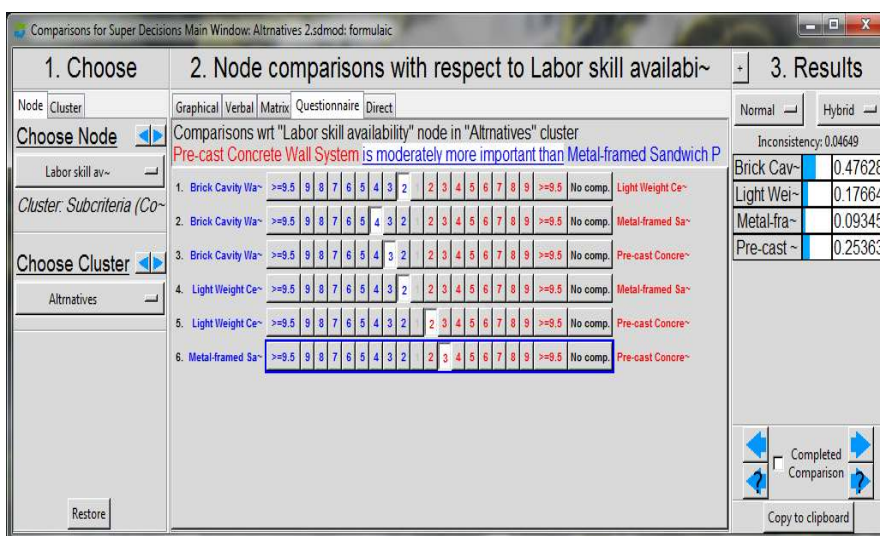 Comparisons for Super Decisions Main Window: Altrnatives 2.sdmod: formulaic
1. Choose
Node Cluster
Choose Node
Labor skill av~
Cluster: Subcriteria (Co~
Choose Cluster
Altrnatives
Restore
2. Node comparisons with respect to Labor skill availabi~
Graphical Verbal Matrix Questionnaire Direct
Comparisons wrt "Labor skill availability" node in "Altrnatives" cluster
Pre-cast Concrete Wall System is moderately more important than Metal-framed Sandwich P
1. Brick Cavity Wa~ >=9.5 9 8 7 6 5 4 3 2 1 2 3 4 5 6 7 8 9 >=9.5 No comp. Light Weight Ce~
2. Brick Cavity Wa~ >=9.5 9 8 7 6 5 4 3 2 1 2 3 4 5 6 7 8 9 >=9.5 No comp. Metal-framed Sa~
3. Brick Cavity Wa~ >=9.5 9 8 7 6 5 4 3 2 1 2 3 4 5 6 7 8 9 >=9.5 No comp. Pre-cast Concre~
4. Light Weight Ce~ >=9.5 9 8 7 6 5 4 3 2 1 2 3 4 5 6 7 8 9 >=9.5 No comp. Metal-framed Sa~
5. Light Weight Ce~ >=9.5 9 8 7 6 5 4 3 2 1 2 3 4 5 6 7 8 9 >=9.5 No comp. Pre-cast Concre~
6. Metal-framed Sa~ >=9.5 9 8 7 6 5 4 3 2 1 2 3 4 5 6 7 8 9 >=9.5 No comp. Pre-cast Concre~
+ 3. Results
Normal Hybrid
Inconsistency: 0.04649
Brick Cav~ 0.47628
Light Wei~ 0.17664
Metal-fra~ 0.09345
Pre-cast ~ 0.25363
Completed
Comparison
? ?
Copy to clipboard